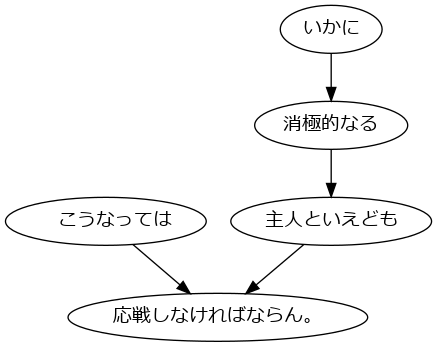 いかに
消極的なる
こうなっては
主人といえども
応戦しなければならん。